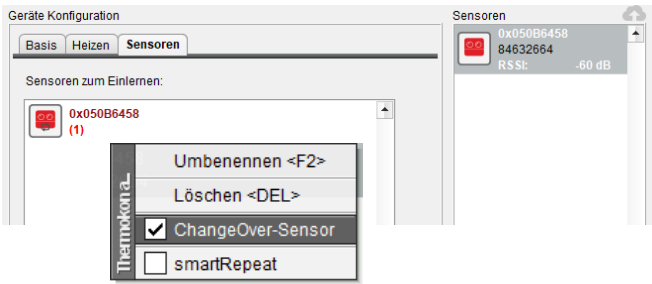 Geräte Konfiguration
Basis Heizen Sensoren
Sensoren zum Einlernen:
0x050B6458
(1)
Thermokon a...
Umbenennen <F2>
Löschen <DEL>
ChangeOver-Sensor
smartRepeat
Sensoren
0x050B6458
84632664
RSSI: -60 dB